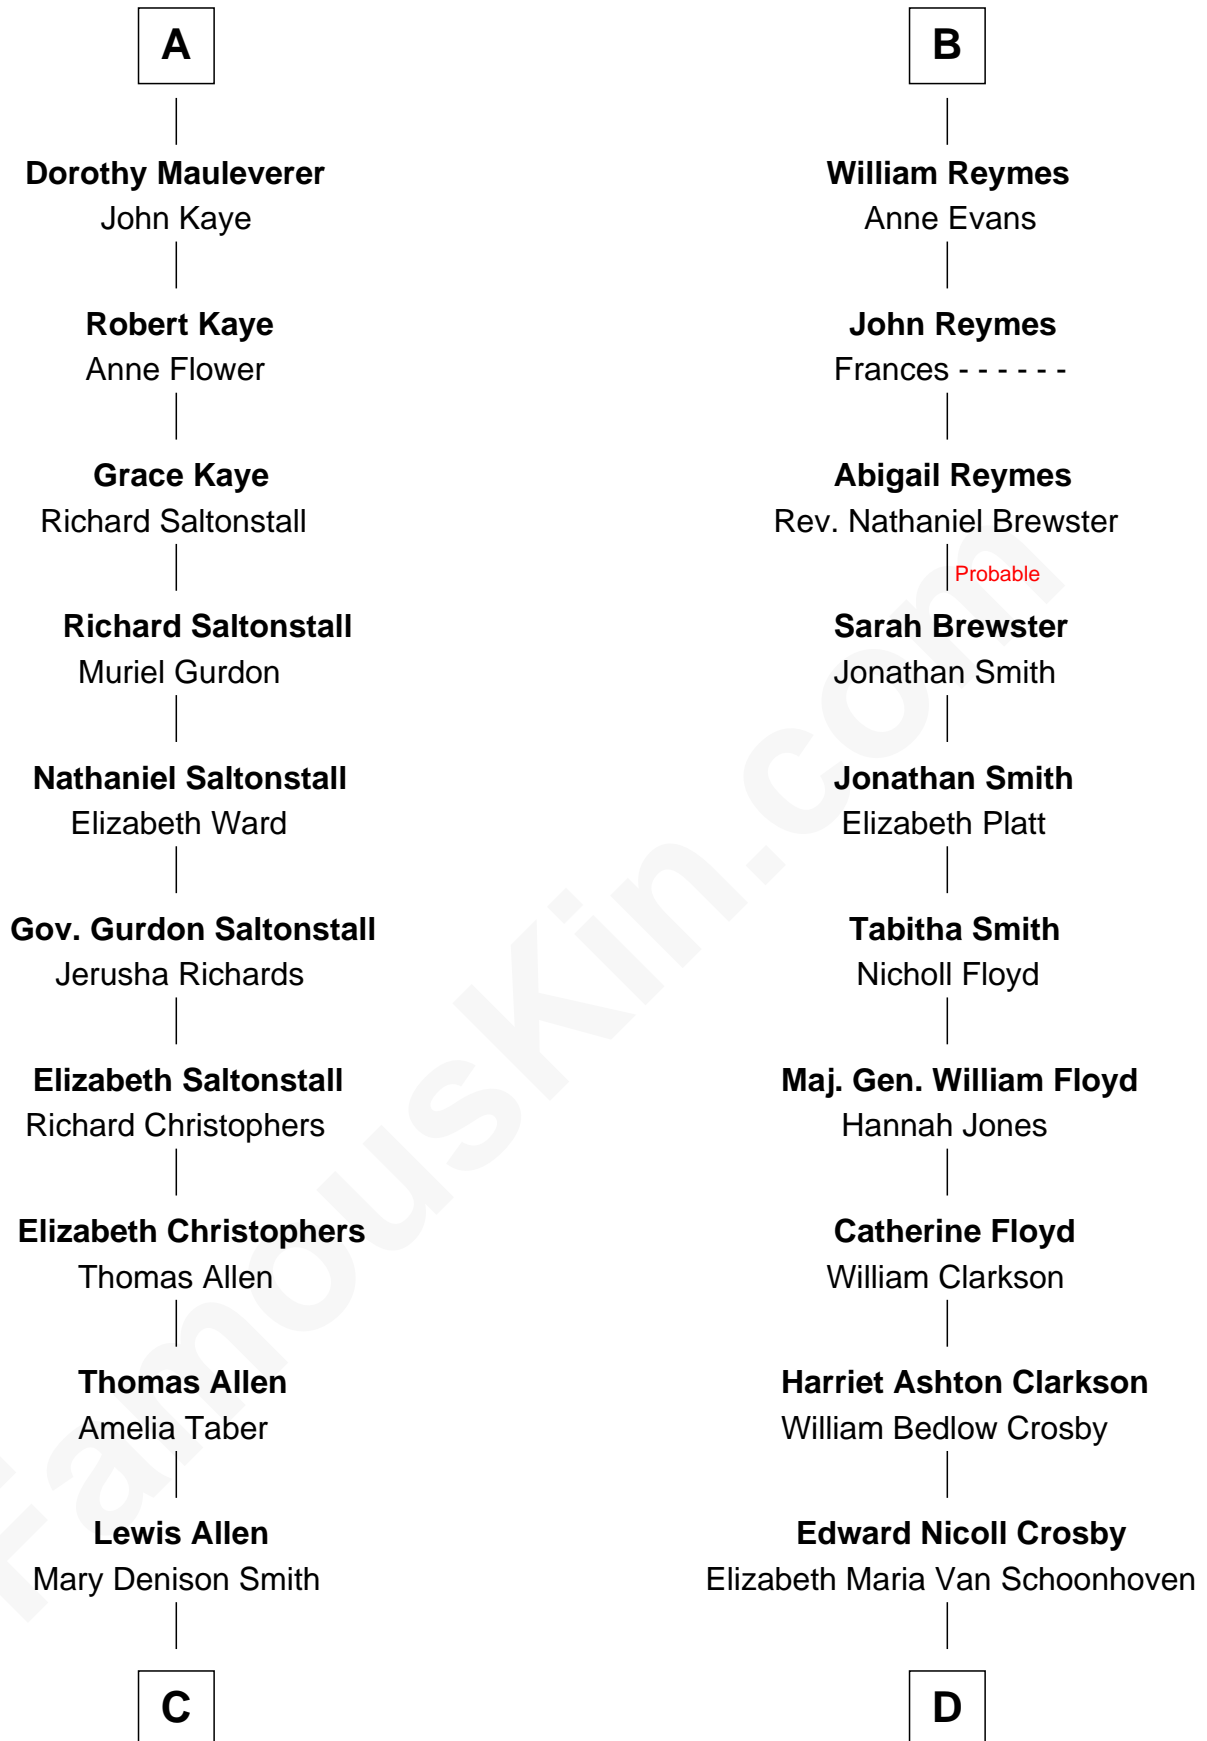 A
Dorothy Mauleverer
John Kaye
Robert Kaye
Anne Flower
Grace Kaye
Richard Saltonstall
Richard Saltonstall
Muriel Gurdon
Nathaniel Saltonstall
Elizabeth Ward
Gov. Gurdon Saltonstall
Jerusha Richards
Elizabeth Saltonstall
Richard Christophers
Elizabeth Christophers
Thomas Allen
Thomas Allen
Amelia Taber
Lewis Allen
Mary Denison Smith
C
B
William Reymes
Anne Evans
John Reymes
Frances - - - - - -
Abigail Reymes
Rev. Nathaniel Brewster
Probable
Sarah Brewster
Jonathan Smith
Jonathan Smith
Elizabeth Platt
Tabitha Smith
Nicholl Floyd
Maj. Gen. William Floyd
Hannah Jones
Catherine Floyd
William Clarkson
Harriet Ashton Clarkson
William Bedlow Crosby
Edward Nicoll Crosby
Elizabeth Maria Van Schoonhoven
D
FamousKin.com